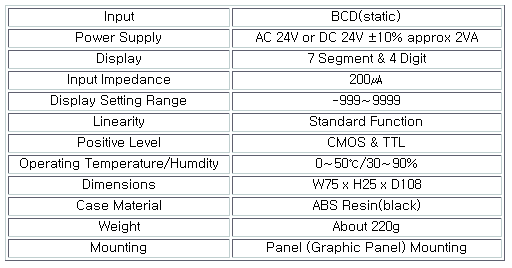 Input BCD(static)
Power Supply AC 24V or DC 24V ±10% approx 2VA
Display 7 Segment & 4 Digit
Input Impedance 200㎂
Display Setting Range -999~9999
Linearity Standard Function
Positive Level CMOS & TTL
Operating Temperature/Humdity 0~50℃/30~90%
Dimensions W75 x H25 x D108
Case Material ABS Resin(black)
Weight About 220g
Mounting Panel (Graphic Panel) Mounting